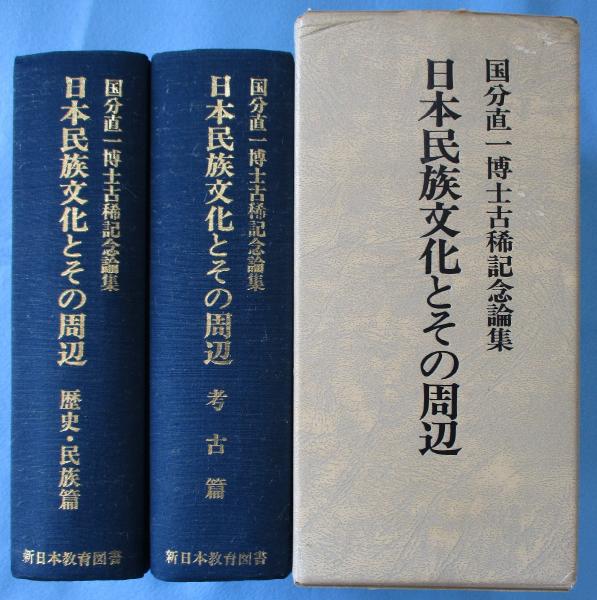 国分直一博士古稀記念論集
日本民族文化とその周辺
国分直一博士古稀記念論集
日本民族文化とその周辺
考古篇
新日本教育図書
国分直一博士古稀記念論集
日本民族文化とその周辺
歴史・民族篇
新日本教育図書